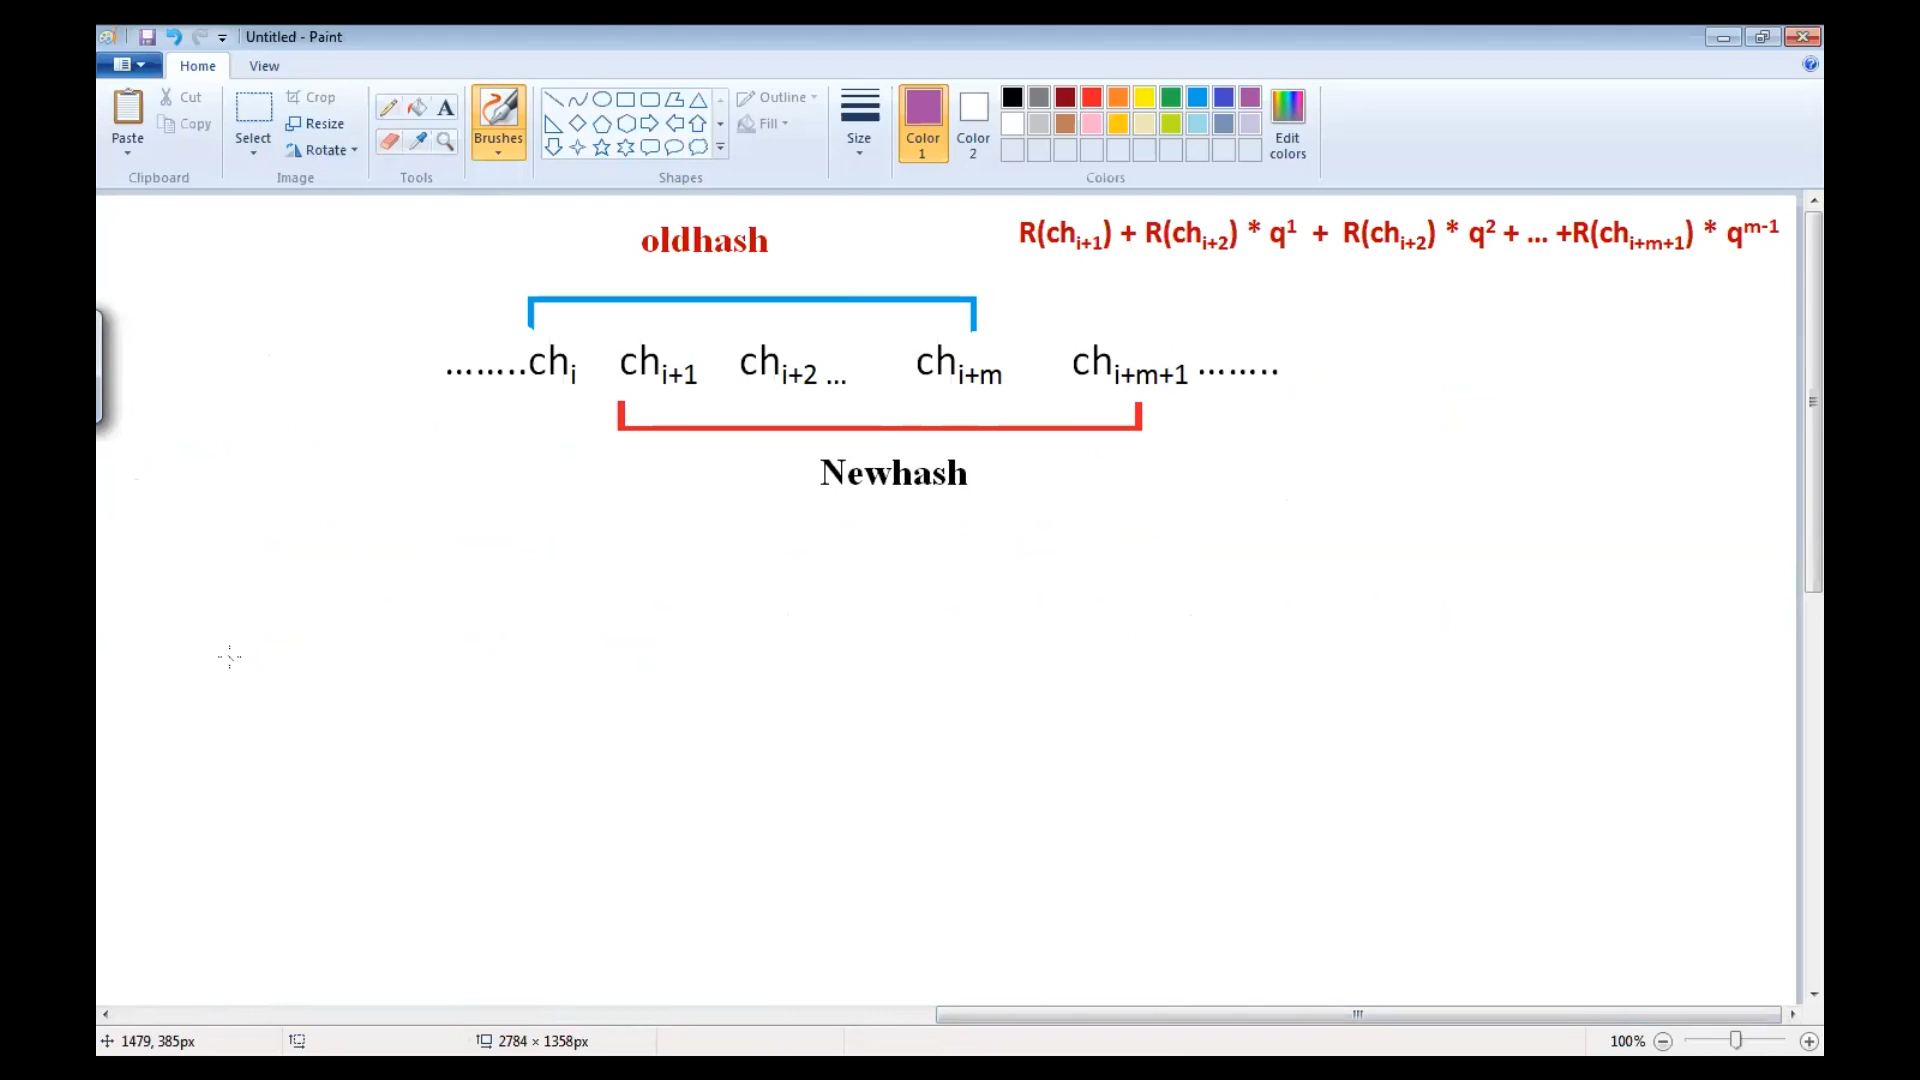 Untitled - Paint
Home View
Paste Cut Copy Clipboard
Select Crop Resize Rotate Image
A Tools
Brushes
Shapes
Outline Fill
Size
Color 1 Color 2 Edit colors Colors
oldhash
R(chᵢ₊₁) + R(chᵢ₊₂) * q¹ + R(chᵢ₊₂) * q² + ... +R(chᵢ₊ₘ₊₁) * qᵐ⁻¹
........chᵢ chᵢ₊₁ chᵢ₊₂ ... chᵢ₊ₘ chᵢ₊ₘ₊₁ ........
Newhash
1479, 385px 2784 × 1358px 100%